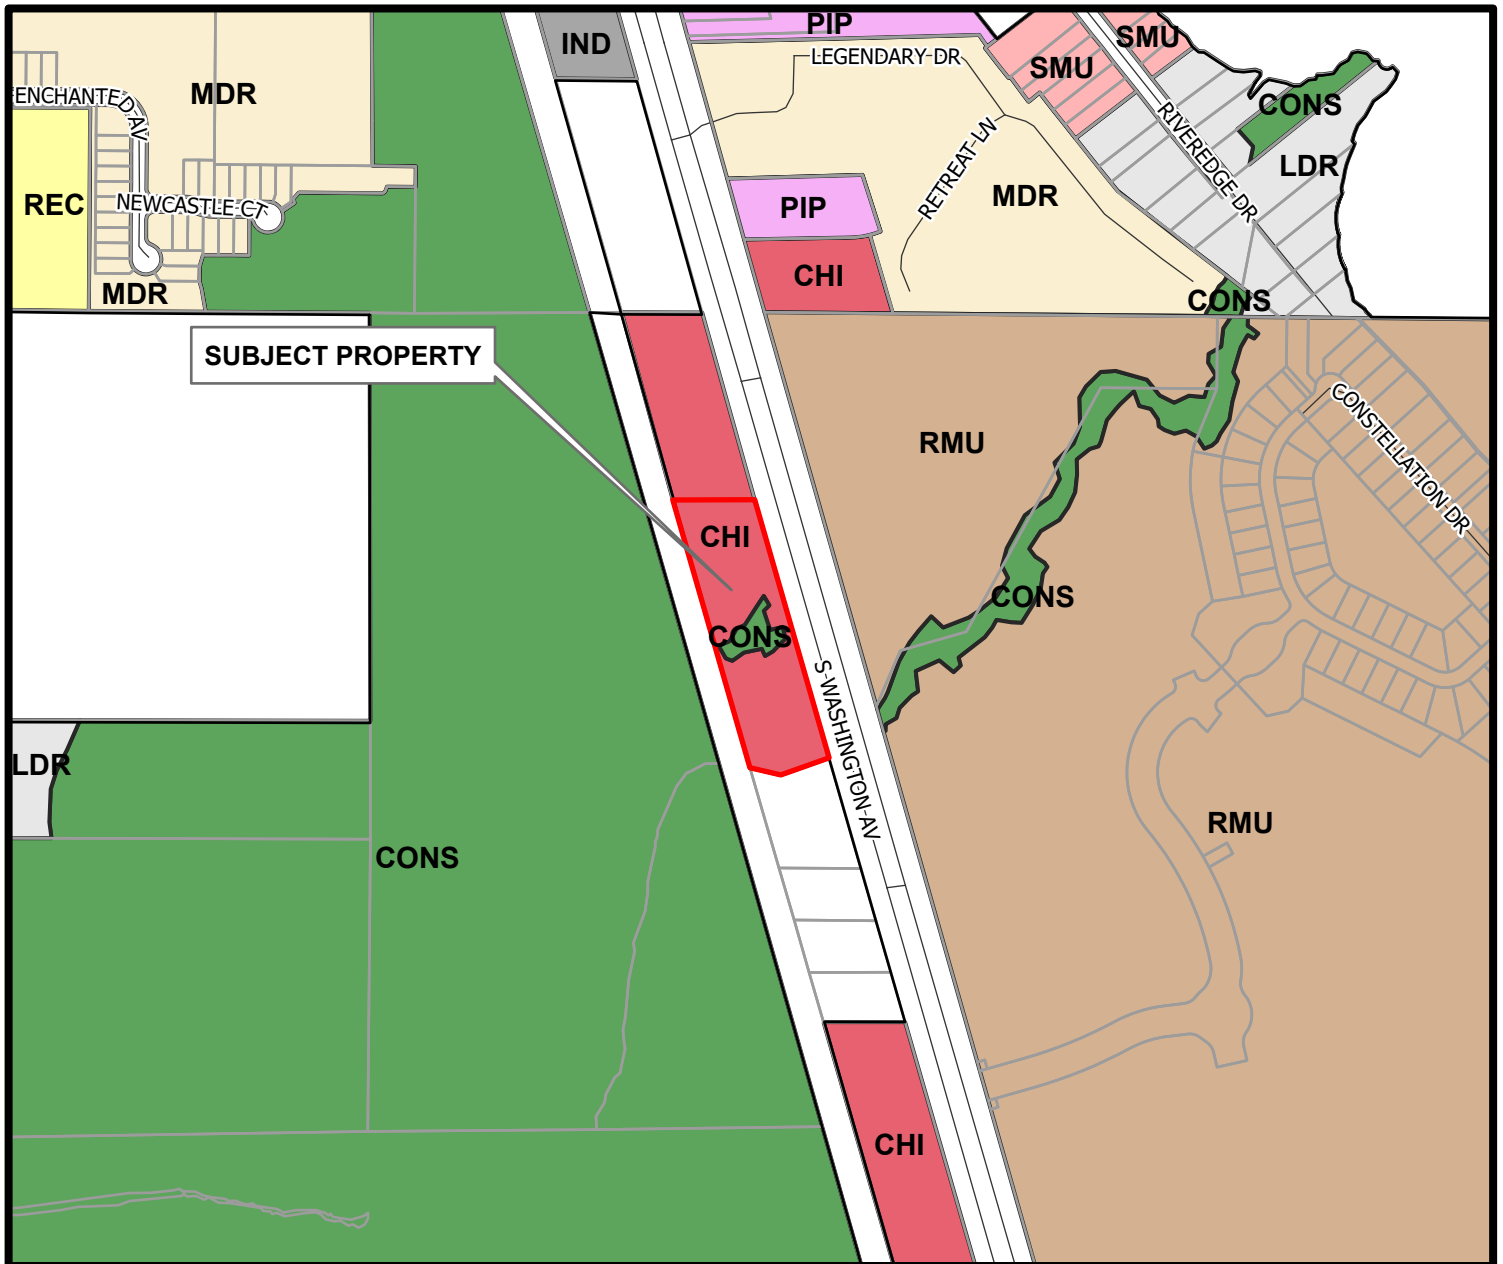 PIP
SMU
IND
LEGENDARY DR
SMU
MDR
ENCHANTED AV
CONS
RIVEREDGE DR
LDR
RETREAT LN
MDR
REC
NEWCASTLE CT
PIP
CHI
MDR
CONS
SUBJECT PROPERTY
CONSTELLATION DR
RMU
CHI
CONS
CONS
S WASHINGTON AV
LDR
RMU
CONS
CHI